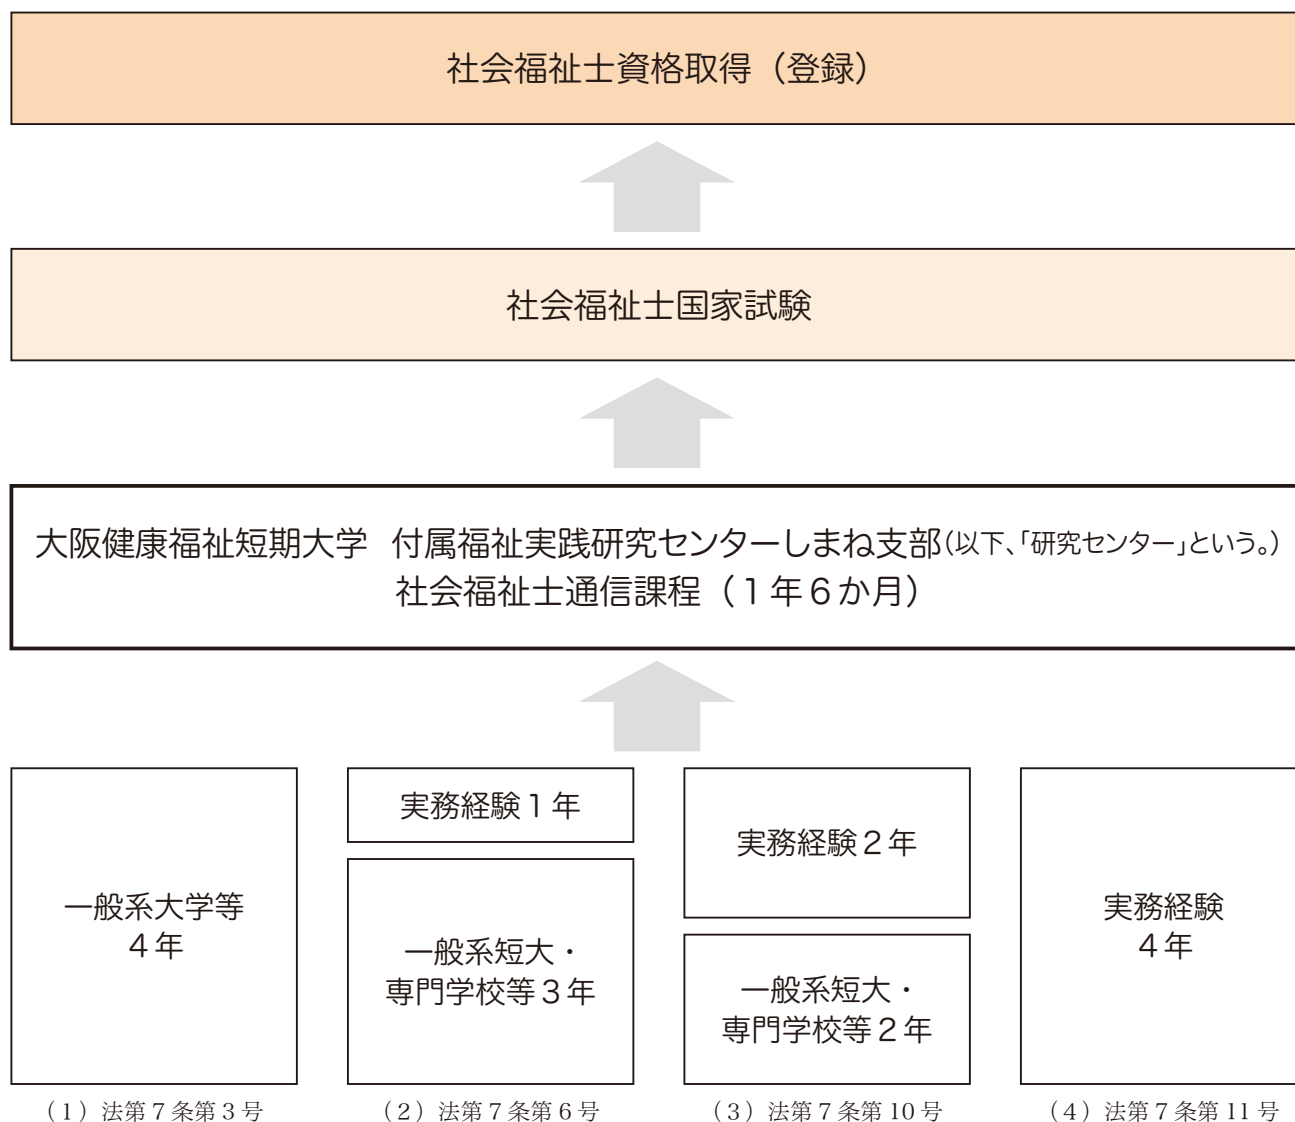 社会福祉士資格取得（登録）
社会福祉士国家試験
大阪健康福祉短期大学　付属福祉実践研究センターしまね支部（以下、「研究センター」という。）
社会福祉士通信課程（１年６か月）
一般系大学等
４年
実務経験１年
一般系短大・
専門学校等３年
実務経験２年
一般系短大・
専門学校等２年
実務経験
４年
（１）法第７条第３号
（２）法第７条第６号
（３）法第７条第10号
（４）法第７条第11号